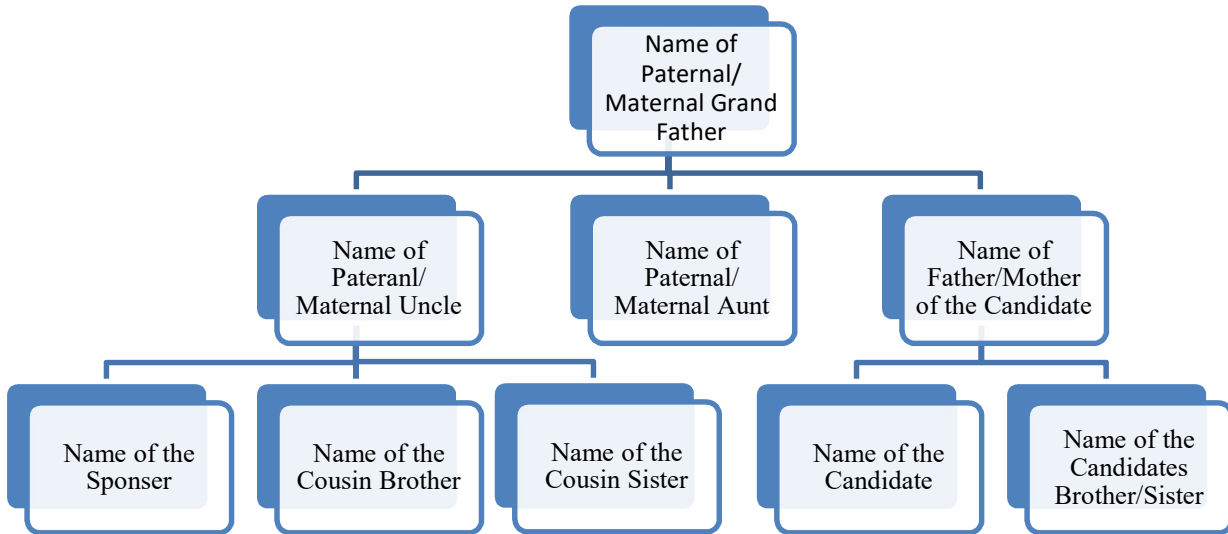 Name of
Paternal/
Maternal Grand
Father
Name of
Pateranl/
Maternal Uncle
Name of
Paternal/
Maternal Aunt
Name of
Father/Mother
of the Candidate
Name of the
Sponser
Name of the
Cousin Brother
Name of the
Cousin Sister
Name of the
Candidate
Name of the
Candidates
Brother/Sister